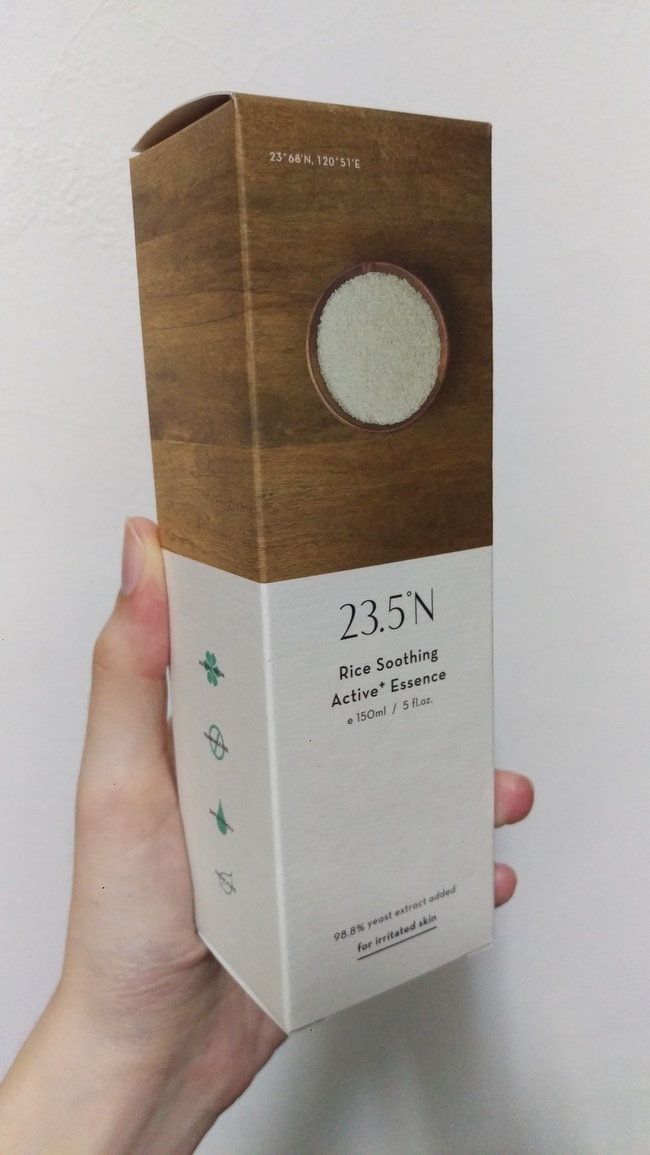 23°68'N, 120°51'E
23.5°N
Rice Soothing
Active⁺ Essence
e 150ml / 5 fl.oz.
98.8% yeast extract added
for irritated skin